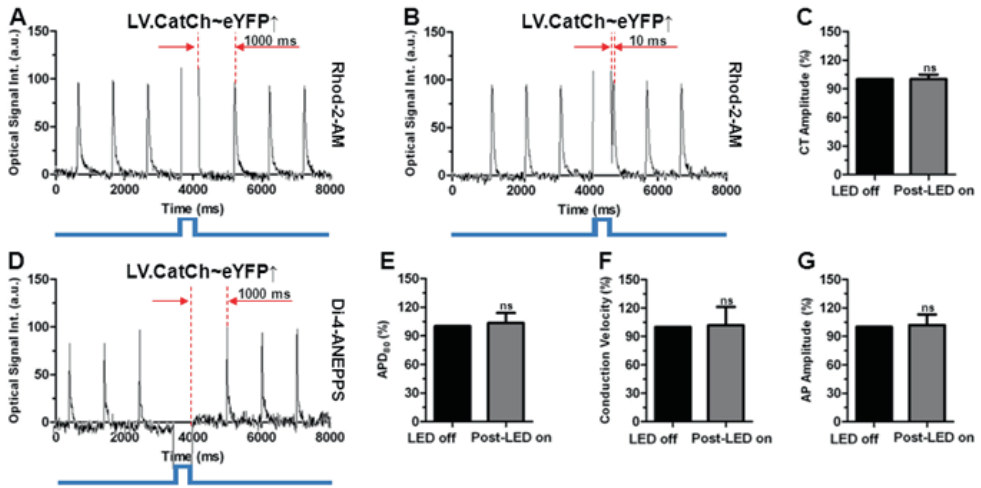 A
LV.CatCh~eYFP↑
1000 ms
Optical Signal Int. (a.u.)
150
100
50
0
0
2000
4000
6000
8000
Time (ms)
Rhod-2-AM
B
LV.CatCh~eYFP↑
10 ms
Optical Signal Int. (a.u.)
150
100
50
0
0
2000
4000
6000
8000
Time (ms)
Rhod-2-AM
C
CT Amplitude (%)
150
120
90
60
30
0
ns
LED off
Post-LED on
D
LV.CatCh~eYFP↑
1000 ms
Optical Signal Int. (a.u.)
150
100
50
0
0
2000
4000
6000
8000
Time (ms)
Di-4-ANEPPS
E
APD80 (%)
150
120
90
60
30
0
ns
LED off
Post-LED on
F
Conduction Velocity (%)
150
120
90
60
30
0
ns
LED off
Post-LED on
G
AP Amplitude (%)
150
120
90
60
30
0
ns
LED off
Post-LED on